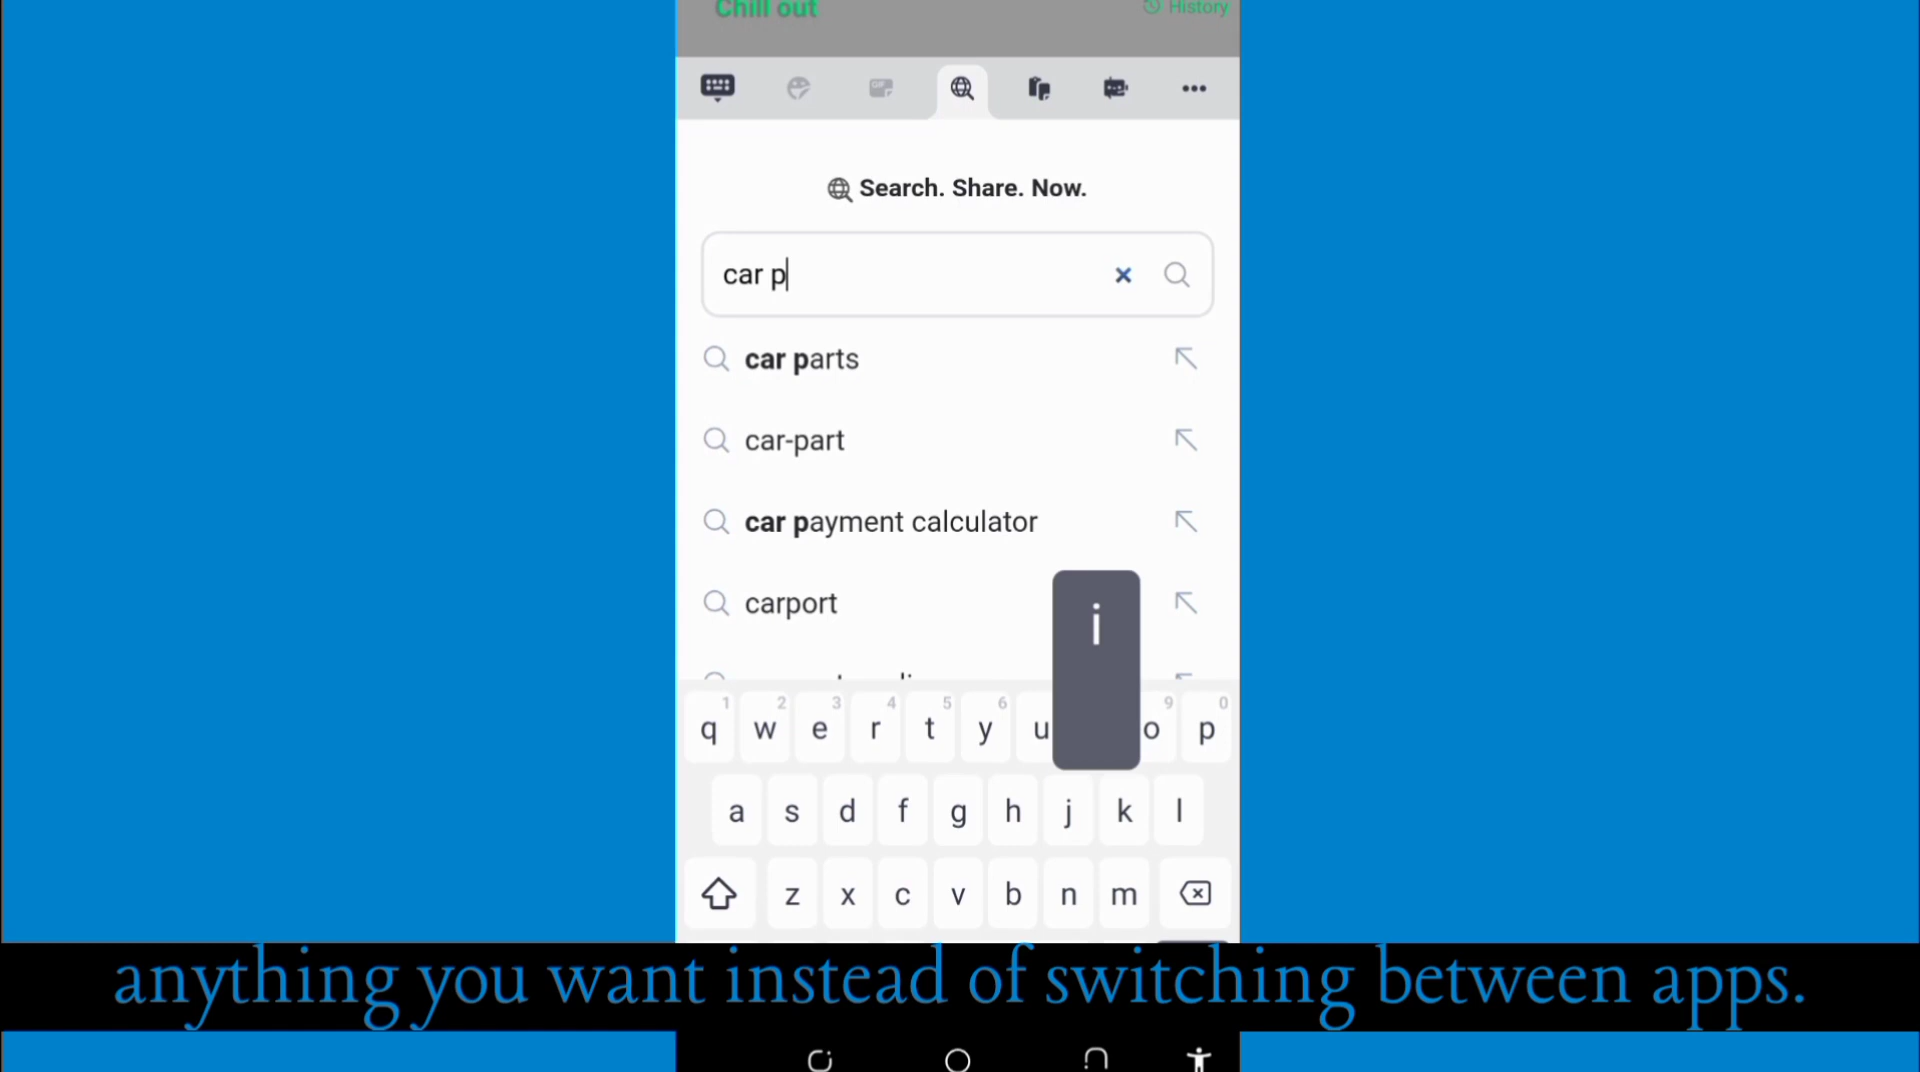 Chill out
History
GIF
Search. Share. Now.
car p
car parts
car-part
car payment calculator
carport
i
1 2 3 4 5 6 9 0
q w e r t y u o p
a s d f g h j k l
z x c v b n m
anything you want instead of switching between apps.